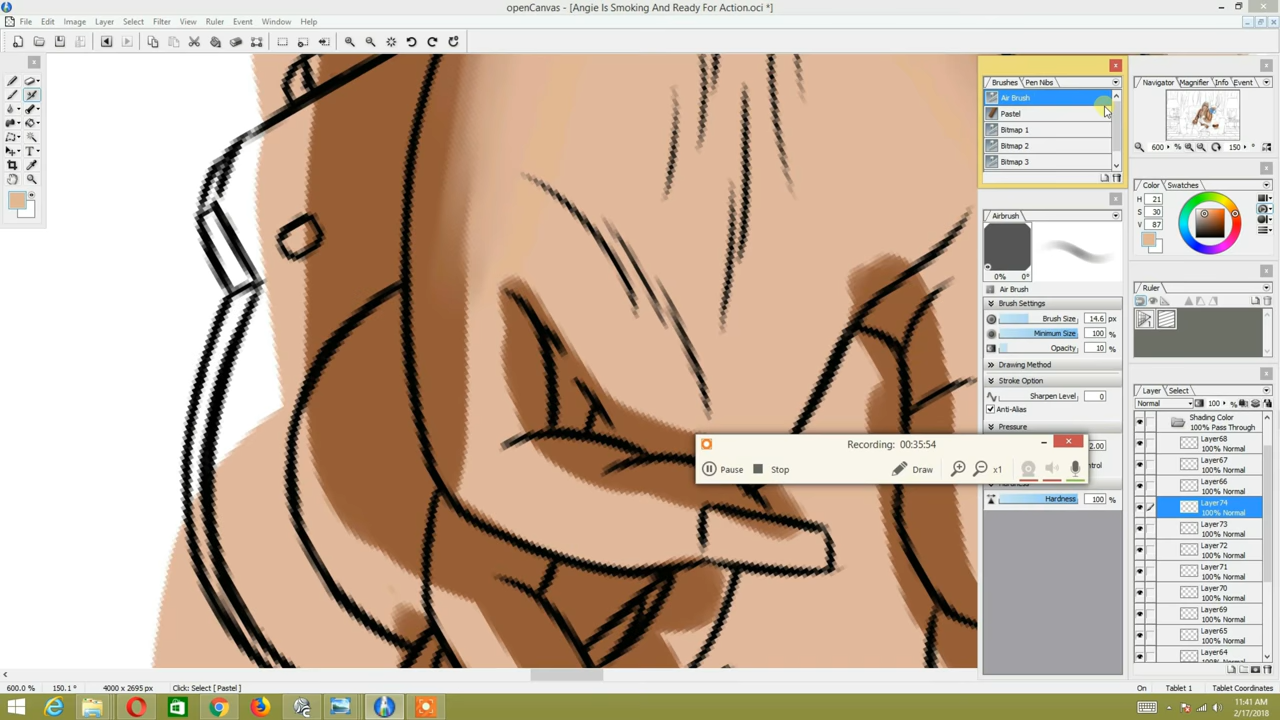 openCanvas - [Angie Is Smoking And Ready For Action.oci *]
File Edit Image Layer Select Filter View Ruler Event Window Help
Brushes Pen Nibs
Air Brush
Pastel
Bitmap 1
Bitmap 2
Bitmap 3
Airbrush
0% 0°
Air Brush
Brush Settings
Brush Size 14.6 px
Minimum Size 100 %
Opacity 10 %
Drawing Method
Stroke Option
Sharpen Level 0
Anti-Alias
Pressure
Hardness 100 %
Navigator Magnifier Info Event
600 % 150 °
Color Swatches
H 21
S 30
V 87
Ruler
Layer Select
Normal 100 %
Shading Color
100% Pass Through
Layer68
100% Normal
Layer67
100% Normal
Layer66
100% Normal
Layer74
100% Normal
Layer73
100% Normal
Layer72
100% Normal
Layer71
100% Normal
Layer70
100% Normal
Layer69
100% Normal
Layer65
100% Normal
Layer64
Recording: 00:35:54
Pause Stop Draw x1
600.0 % 150.1 ° 4000 x 2695 px Click: Select [ Pastel ]
On Tablet 1 Tablet Coordinates
11:41 AM
2/17/2018